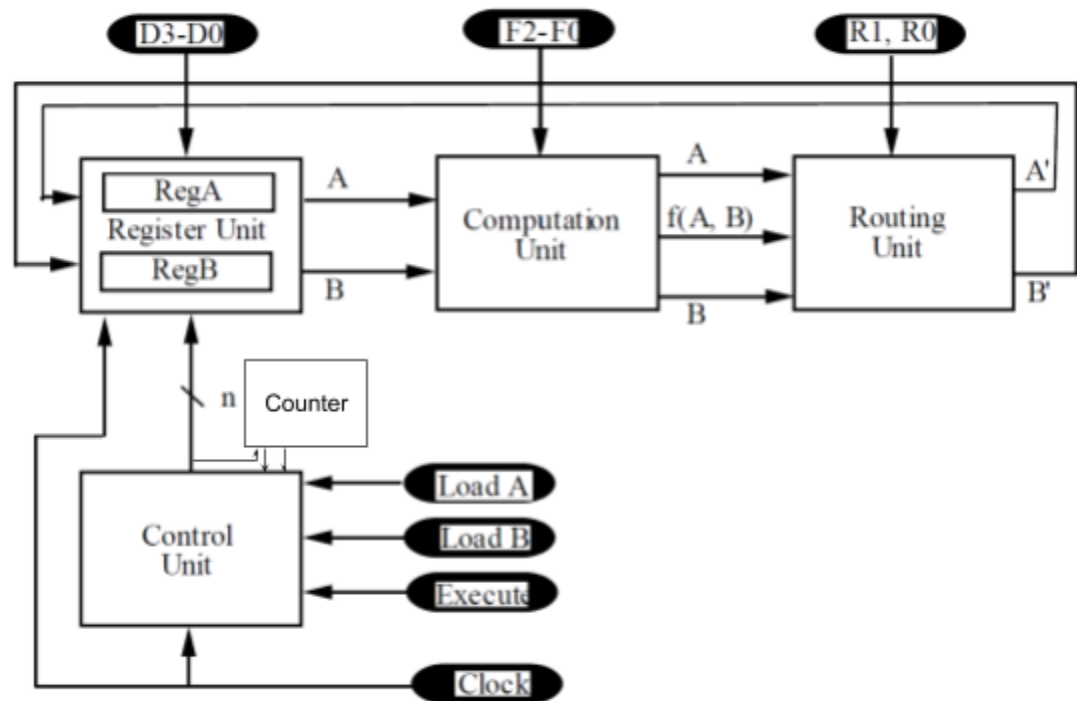 D3-D0
F2-F0
R1, R0
RegA
Register Unit
RegB
A
B
Computation
Unit
A
f(A, B)
B
Routing
Unit
A'
B'
n
Counter
Control
Unit
Load A
Load B
Execute
Clock